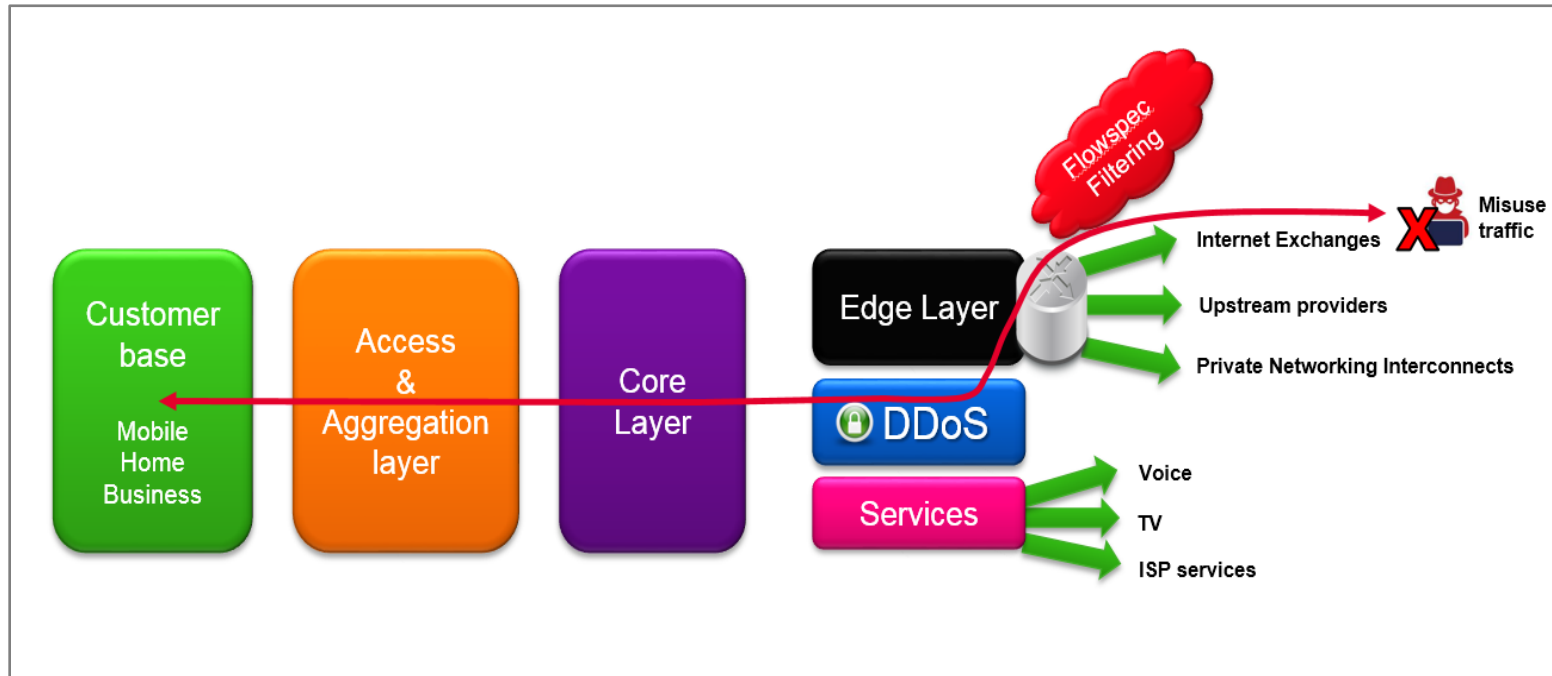 Flowspec
Filtering
Misuse
traffic
Internet Exchanges
Upstream providers
Private Networking Interconnects
Customer
base
Mobile
Home
Business
Access
&
Aggregation
layer
Core
Layer
Edge Layer
DDoS
Services
Voice
TV
ISP services